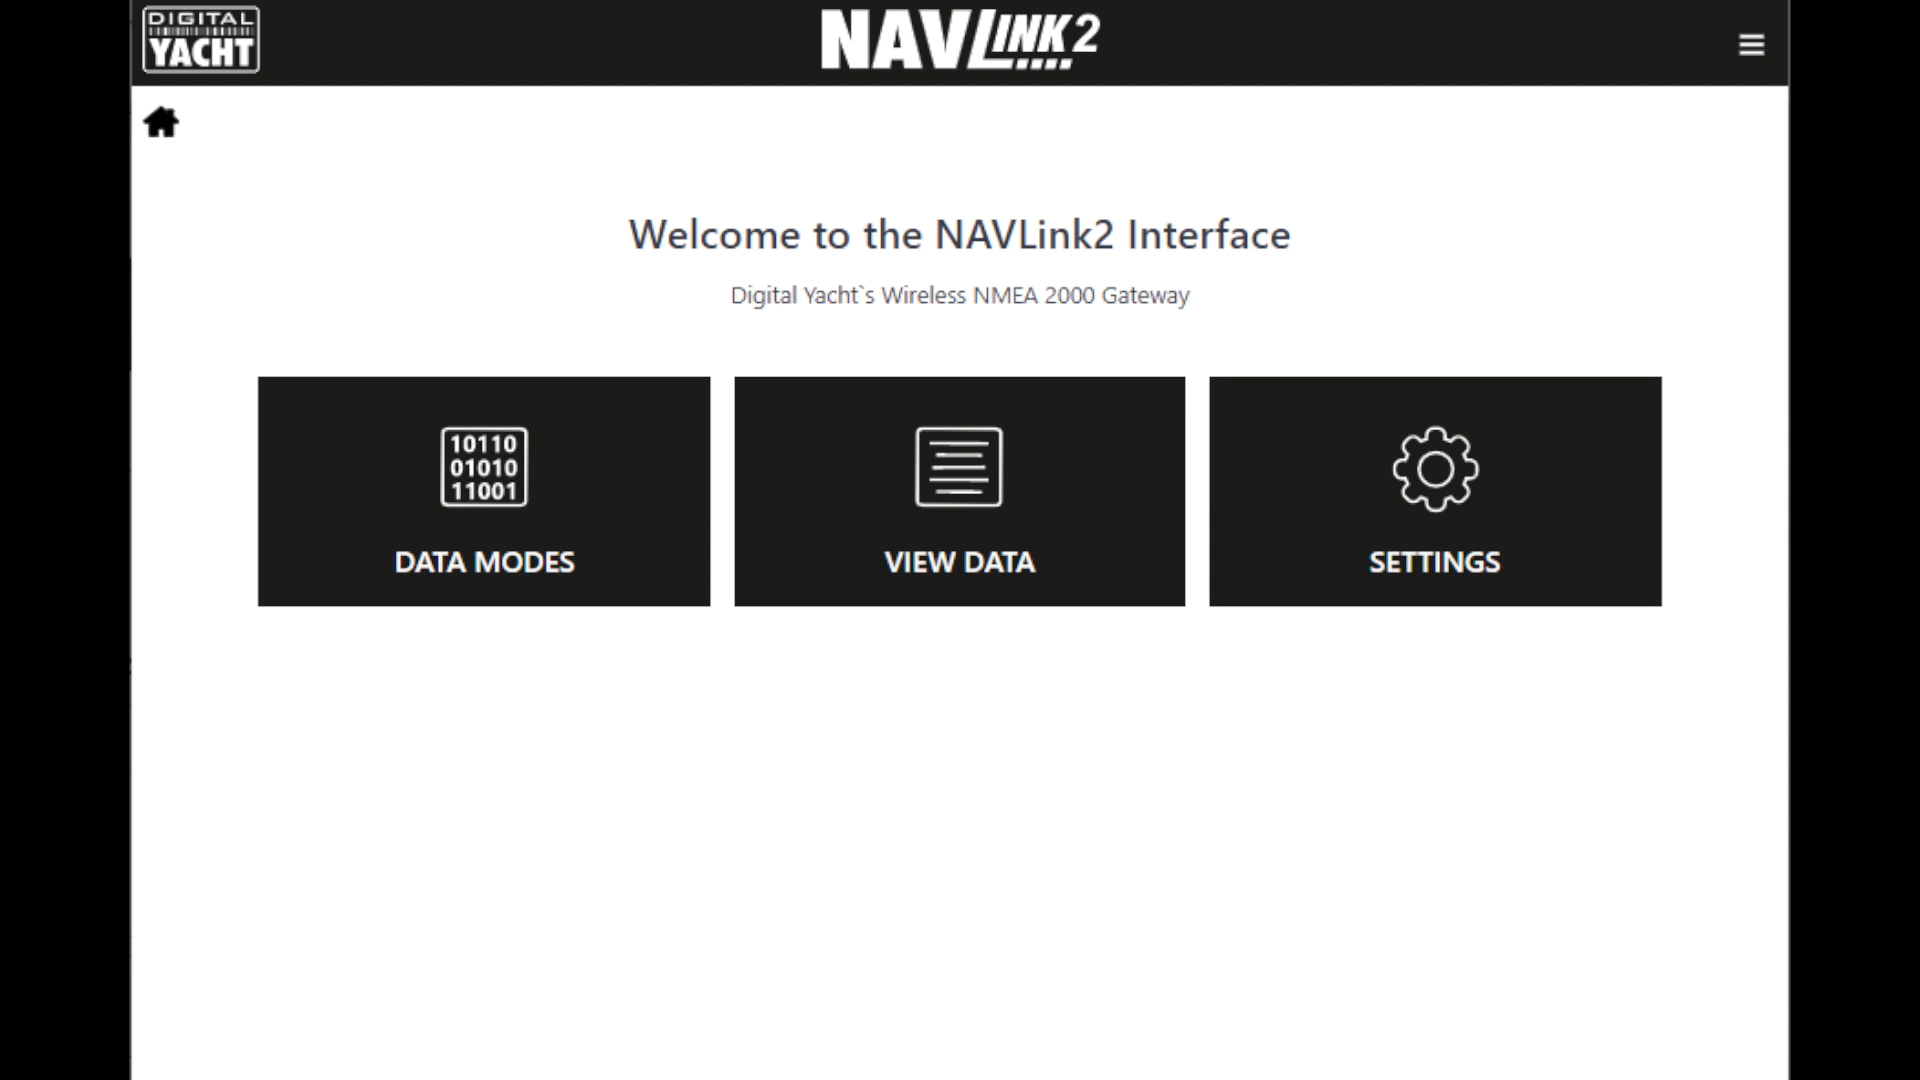 DIGITAL
YACHT
NAVLINK2
Welcome to the NAVLink2 Interface
Digital Yacht`s Wireless NMEA 2000 Gateway
10110
01010
11001
DATA MODES
VIEW DATA
SETTINGS